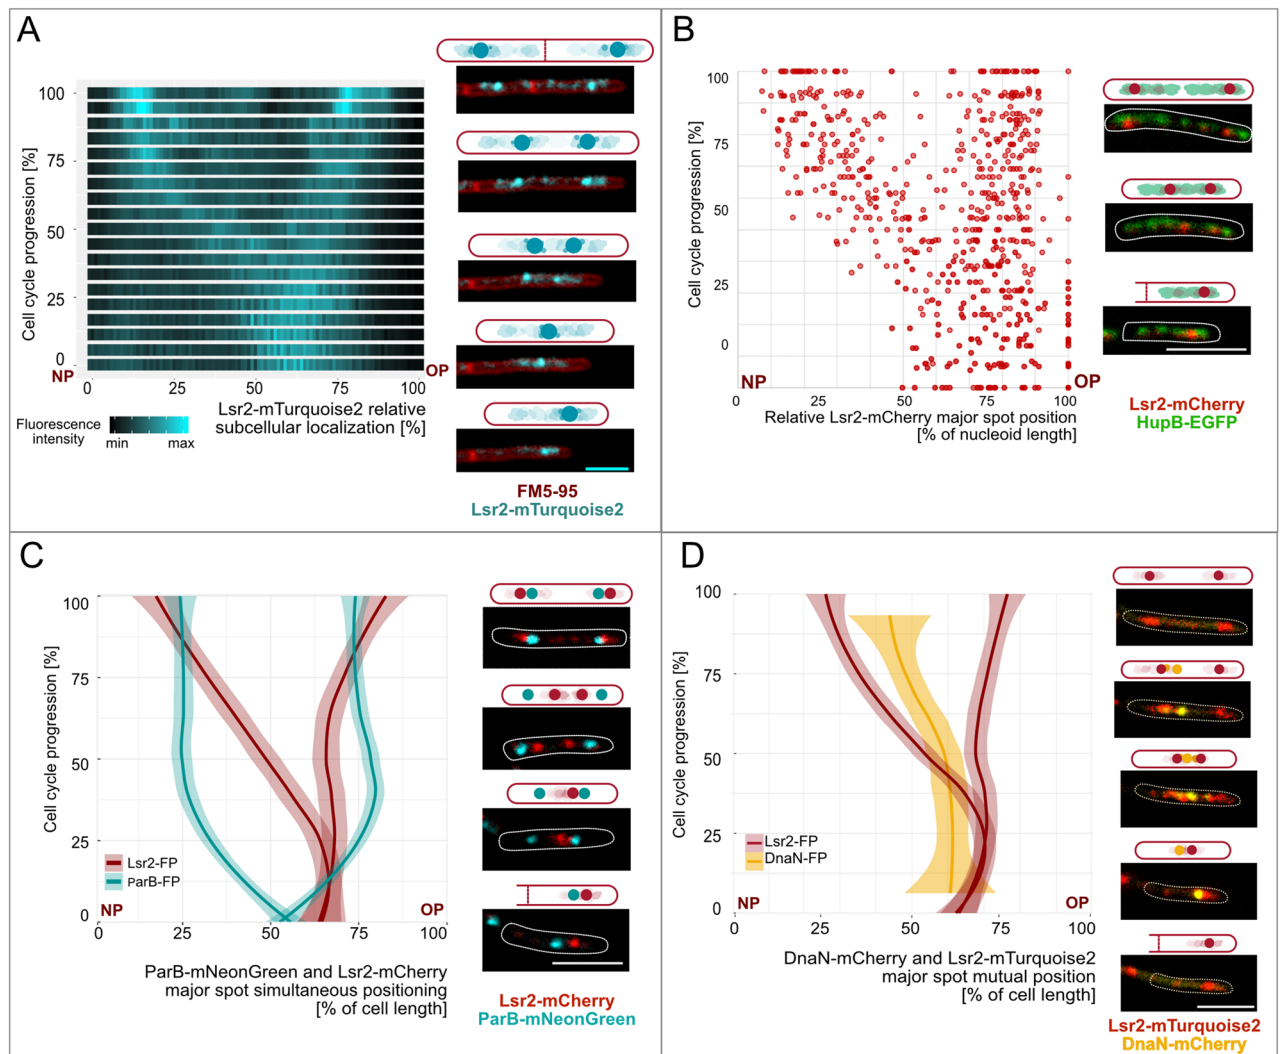 A
Cell cycle progression [%]
100
75
50
25
0
NP
OP
0
25
50
75
100
Lsr2-mTurquoise2 relative
subcellular localization [%]
Fluorescence
intensity
min
max
FM5-95
Lsr2-mTurquoise2
B
Cell cycle progression [%]
100
75
50
25
0
NP
OP
0
25
50
75
100
Relative Lsr2-mCherry major spot position
[% of nucleoid length]
Lsr2-mCherry
HupB-EGFP
C
Cell cycle progression [%]
100
75
50
25
0
Lsr2-FP
ParB-FP
NP
OP
0
25
50
75
100
ParB-mNeonGreen and Lsr2-mCherry
major spot simultaneous positioning
[% of cell length]
Lsr2-mCherry
ParB-mNeonGreen
D
Cell cycle progression [%]
100
75
50
25
0
Lsr2-FP
DnaN-FP
NP
OP
0
25
50
75
100
DnaN-mCherry and Lsr2-mTurquoise2
major spot mutual position
[% of cell length]
Lsr2-mTurquoise2
DnaN-mCherry